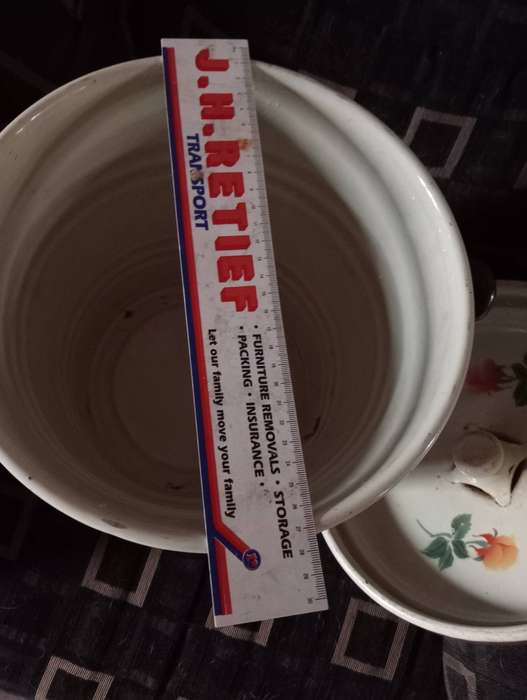 J.H.RETIEF
TRANSPORT
• FURNITURE REMOVALS • STORAGE
• PACKING • INSURANCE •
Let our family move your family